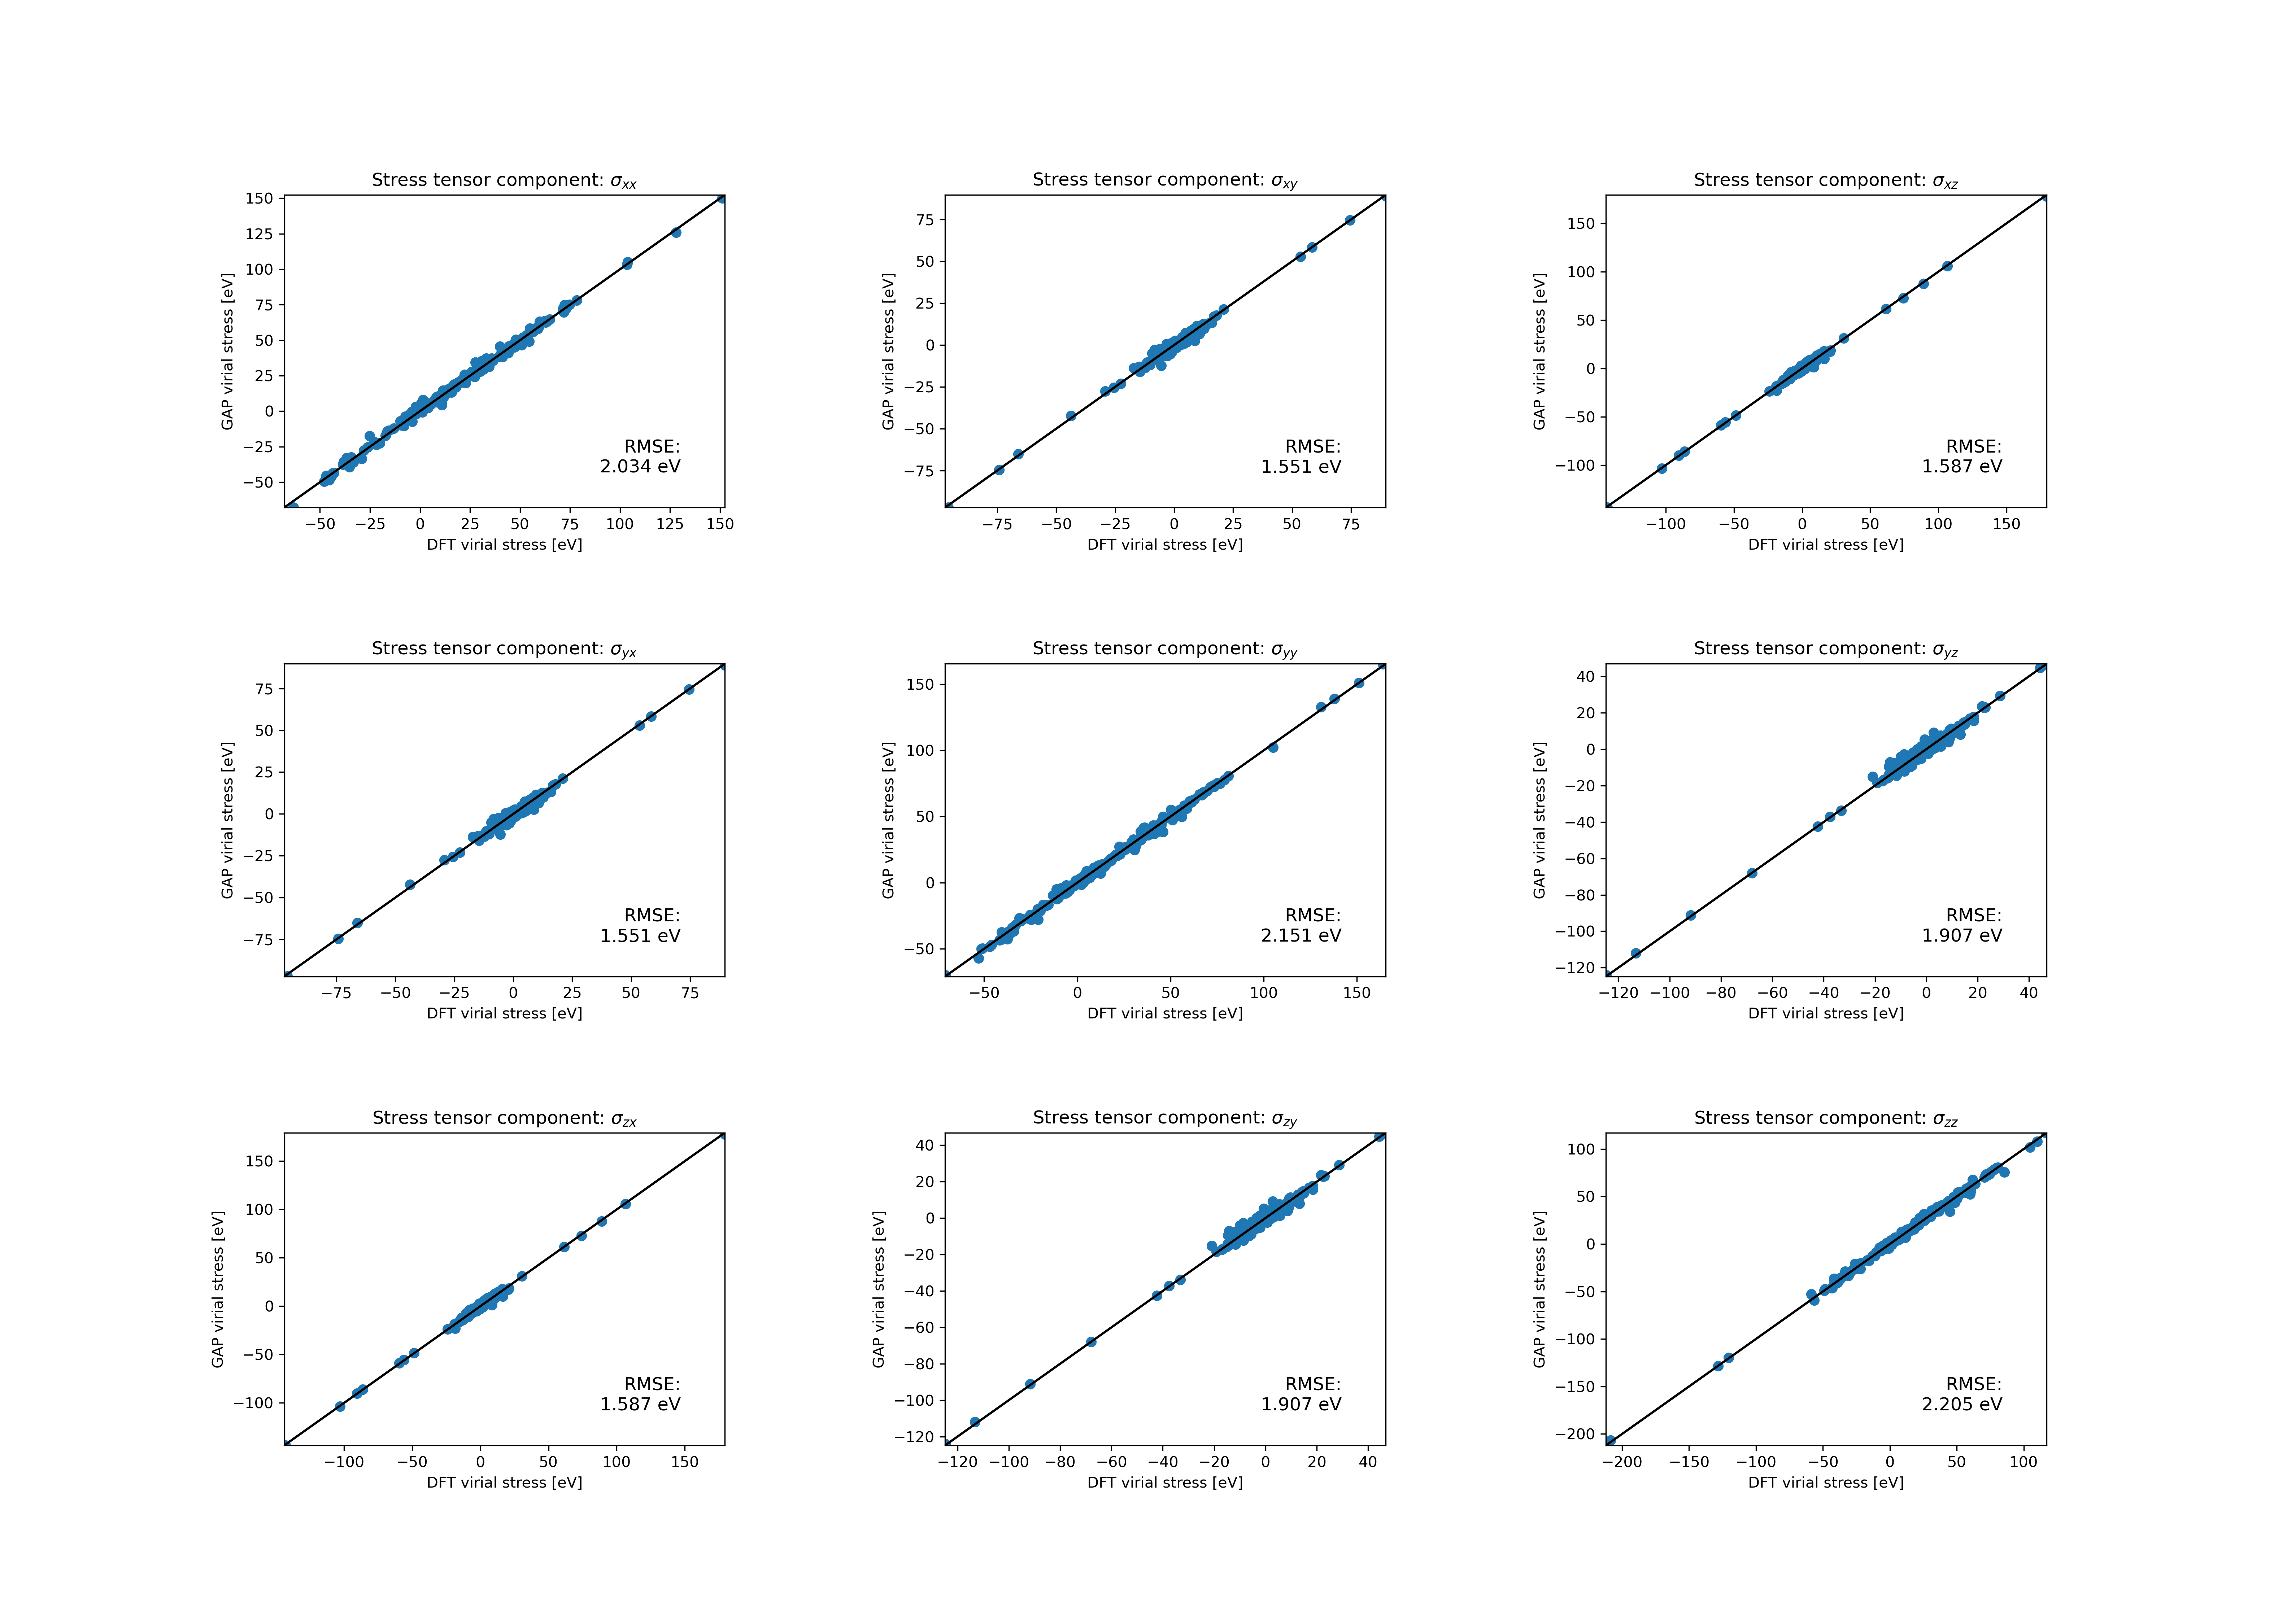 Stress tensor component: σxx
150
125
100
75
50
25
0
−25
−50
GAP virial stress [eV]
RMSE:
2.034 eV
−50 −25 0 25 50 75 100 125 150
DFT virial stress [eV]
Stress tensor component: σxy
75
50
25
0
−25
−50
−75
GAP virial stress [eV]
RMSE:
1.551 eV
−75 −50 −25 0 25 50 75
DFT virial stress [eV]
Stress tensor component: σxz
150
100
50
0
−50
−100
GAP virial stress [eV]
RMSE:
1.587 eV
−100 −50 0 50 100 150
DFT virial stress [eV]
Stress tensor component: σyx
75
50
25
0
−25
−50
−75
GAP virial stress [eV]
RMSE:
1.551 eV
−75 −50 −25 0 25 50 75
DFT virial stress [eV]
Stress tensor component: σyy
150
100
50
0
−50
GAP virial stress [eV]
RMSE:
2.151 eV
−50 0 50 100 150
DFT virial stress [eV]
Stress tensor component: σyz
40
20
0
−20
−40
−60
−80
−100
−120
GAP virial stress [eV]
RMSE:
1.907 eV
−120 −100 −80 −60 −40 −20 0 20 40
DFT virial stress [eV]
Stress tensor component: σzx
150
100
50
0
−50
−100
GAP virial stress [eV]
RMSE:
1.587 eV
−100 −50 0 50 100 150
DFT virial stress [eV]
Stress tensor component: σzy
40
20
0
−20
−40
−60
−80
−100
−120
GAP virial stress [eV]
RMSE:
1.907 eV
−120 −100 −80 −60 −40 −20 0 20 40
DFT virial stress [eV]
Stress tensor component: σzz
100
50
0
−50
−100
−150
−200
GAP virial stress [eV]
RMSE:
2.205 eV
−200 −150 −100 −50 0 50 100
DFT virial stress [eV]